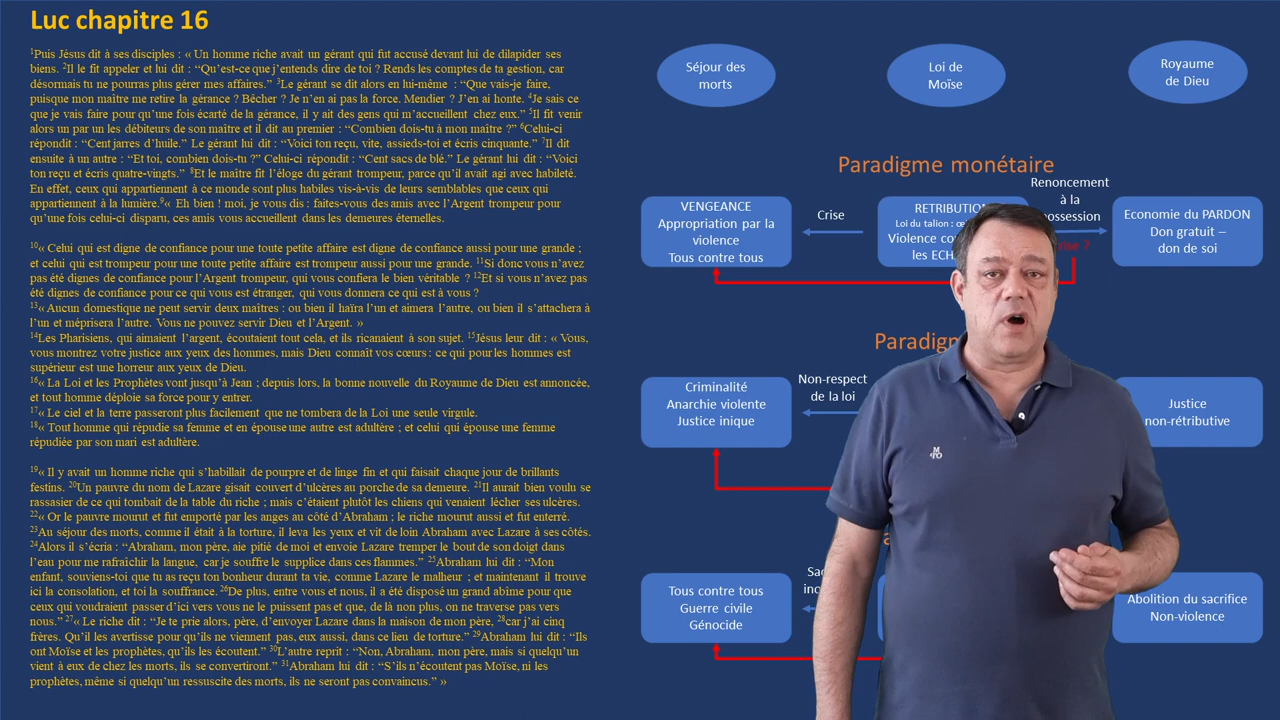 Luc chapitre 16
¹Puis Jésus dit à ses disciples : « Un homme riche avait un gérant qui fut accusé devant lui de dilapider ses
biens. ²Il le fit appeler et lui dit : “Qu’est-ce que j’entends dire de toi ? Rends les comptes de ta gestion, car
désormais tu ne pourras plus gérer mes affaires.” ³Le gérant se dit alors en lui-même : “Que vais-je faire,
puisque mon maître me retire la gérance ? Bêcher ? Je n’en ai pas la force. Mendier ? J’en ai honte. ⁴Je sais ce
que je vais faire pour qu’une fois écarté de la gérance, il y ait des gens qui m’accueillent chez eux.” ⁵Il fit venir
alors un par un les débiteurs de son maître et il dit au premier : “Combien dois-tu à mon maître ?” ⁶Celui-ci
répondit : “Cent jarres d’huile.” Le gérant lui dit : “Voici ton reçu, vite, assieds-toi et écris cinquante.” ⁷Il dit
ensuite à un autre : “Et toi, combien dois-tu ?” Celui-ci répondit : “Cent sacs de blé.” Le gérant lui dit : “Voici
ton reçu et écris quatre-vingts.” ⁸Et le maître fit l’éloge du gérant trompeur, parce qu’il avait agi avec habileté.
En effet, ceux qui appartiennent à ce monde sont plus habiles vis-à-vis de leurs semblables que ceux qui
appartiennent à la lumière.⁹« Eh bien ! moi, je vous dis : faites-vous des amis avec l’Argent trompeur pour
qu’une fois celui-ci disparu, ces amis vous accueillent dans les demeures éternelles.
¹⁰« Celui qui est digne de confiance pour une toute petite affaire est digne de confiance aussi pour une grande ;
et celui qui est trompeur pour une toute petite affaire est trompeur aussi pour une grande. ¹¹Si donc vous n’avez
pas été dignes de confiance pour l’Argent trompeur, qui vous confiera le bien véritable ? ¹²Et si vous n’avez pas
été dignes de confiance pour ce qui vous est étranger, qui vous donnera ce qui est à vous ?
¹³« Aucun domestique ne peut servir deux maîtres : ou bien il haïra l’un et aimera l’autre, ou bien il s’attachera à
l’un et méprisera l’autre. Vous ne pouvez servir Dieu et l’Argent. »
¹⁴Les Pharisiens, qui aimaient l’argent, écoutaient tout cela, et ils ricanaient à son sujet. ¹⁵Jésus leur dit : « Vous,
vous montrez votre justice aux yeux des hommes, mais Dieu connaît vos cœurs : ce qui pour les hommes est
supérieur est une horreur aux yeux de Dieu.
¹⁶« La Loi et les Prophètes vont jusqu’à Jean ; depuis lors, la bonne nouvelle du Royaume de Dieu est annoncée,
et tout homme déploie sa force pour y entrer.
¹⁷« Le ciel et la terre passeront plus facilement que ne tombera de la Loi une seule virgule.
¹⁸« Tout homme qui répudie sa femme et en épouse une autre est adultère ; et celui qui épouse une femme
répudiée par son mari est adultère.
¹⁹« Il y avait un homme riche qui s’habillait de pourpre et de linge fin et qui faisait chaque jour de brillants
festins. ²⁰Un pauvre du nom de Lazare gisait couvert d’ulcères au porche de sa demeure. ²¹Il aurait bien voulu se
rassasier de ce qui tombait de la table du riche ; mais c’étaient plutôt les chiens qui venaient lécher ses ulcères.
²²« Or le pauvre mourut et fut emporté par les anges au côté d’Abraham ; le riche mourut aussi et fut enterré.
²³Au séjour des morts, comme il était à la torture, il leva les yeux et vit de loin Abraham avec Lazare à ses côtés.
²⁴Alors il s’écria : “Abraham, mon père, aie pitié de moi et envoie Lazare tremper le bout de son doigt dans
l’eau pour me rafraîchir la langue, car je souffre le supplice dans ces flammes.” ²⁵Abraham lui dit : “Mon
enfant, souviens-toi que tu as reçu ton bonheur durant ta vie, comme Lazare le malheur ; et maintenant il trouve
ici la consolation, et toi la souffrance. ²⁶De plus, entre vous et nous, il a été disposé un grand abîme pour que
ceux qui voudraient passer d’ici vers vous ne le puissent pas et que, de là non plus, on ne traverse pas vers
nous.” ²⁷« Le riche dit : “Je te prie alors, père, d’envoyer Lazare dans la maison de mon père, ²⁸car j’ai cinq
frères. Qu’il les avertisse pour qu’ils ne viennent pas, eux aussi, dans ce lieu de torture.” ²⁹Abraham lui dit : “Ils
ont Moïse et les prophètes, qu’ils les écoutent.” ³⁰L’autre reprit : “Non, Abraham, mon père, mais si quelqu’un
vient à eux de chez les morts, ils se convertiront.” ³¹Abraham lui dit : “S’ils n’écoutent pas Moïse, ni les
prophètes, même si quelqu’un ressuscite des morts, ils ne seront pas convaincus.” »
Séjour des
morts
Loi de
Moïse
Royaume
de Dieu
Paradigme monétaire
VENGEANCE
Appropriation par la
violence
Tous contre tous
Crise
Loi du talion :
Violence
les
Renoncement
à la
Economie du PARDON
Don gratuit –
don de soi
Criminalité
Anarchie violente
Justice inique
Non-respect
de la loi
Justice
non-rétributive
Tous contre tous
Guerre civile
Génocide
Abolition du sacrifice
Non-violence